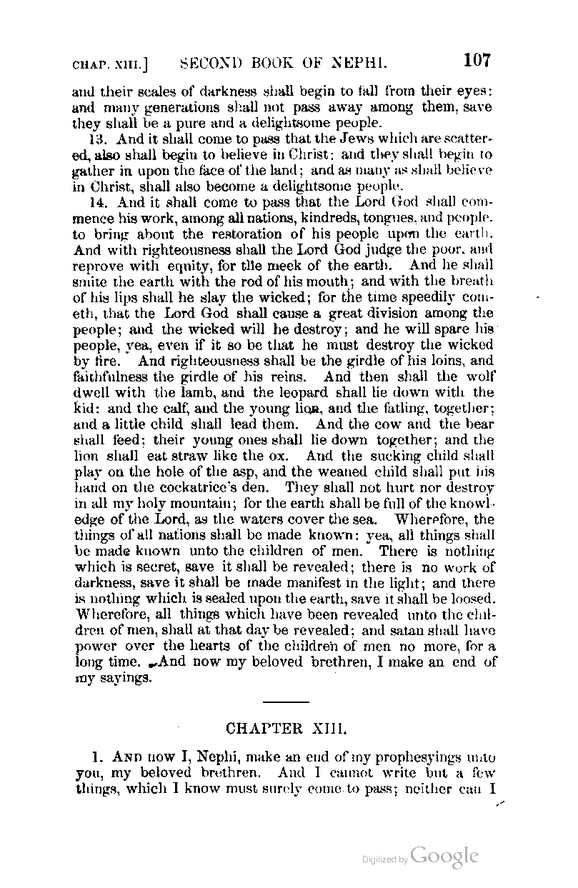 CHAP. XIII.] SECOND BOOK OF NEPHI. 107
and their scales of darkness shall begin to fall from their eyes:
and many generations shall not pass away among them, save
they shall be a pure and a delightsome people.
13. And it shall come to pass that the Jews which are scatter-
ed, also shall begin to believe in Christ: and they shall begin to
gather in upon the face of the land; and as many as shall believe
in Christ, shall also become a delightsome people.
14. And it shall come to pass that the Lord God shall com-
mence his work, among all nations, kindreds, tongues, and people.
to bring about the restoration of his people upon the earth.
And with righteousness shall the Lord God judge the poor, and
reprove with equity, for the meek of the earth. And he shall
smite the earth with the rod of his mouth; and with the breath
of his lips shall he slay the wicked; for the time speedily com-
eth, that the Lord God shall cause a great division among the
people; and the wicked will he destroy; and he will spare his
people, yea, even if it so be that he must destroy the wicked
by fire. And righteousness shall be the girdle of his loins, and
faithfulness the girdle of his reins. And then shall the wolf
dwell with the lamb, and the leopard shall lie down with the
kid: and the calf, and the young lion, and the fatling, together;
and a little child shall lead them. And the cow and the bear
shall feed; their young ones shall lie down together; and the
lion shall eat straw like the ox. And the sucking child shall
play on the hole of the asp, and the weaned child shall put his
hand on the cockatrice's den. They shall not hurt nor destroy
in all my holy mountain; for the earth shall be full of the knowl-
edge of the Lord, as the waters cover the sea. Wherefore, the
things of all nations shall be made known: yea, all things shall
be made known unto the children of men. There is nothing
which is secret, save it shall be revealed; there is no work of
darkness, save it shall be made manifest in the light; and there
is nothing which is sealed upon the earth, save it shall be loosed.
Wherefore, all things which have been revealed unto the chil-
dren of men, shall at that day be revealed; and satan shall have
power over the hearts of the children of men no more, for a
long time. And now my beloved brethren, I make an end of
my sayings.
CHAPTER XIII.
1. AND now I, Nephi, make an end of my prophesyings unto
you, my beloved brethren. And I cannot write but a few
things, which I know must surely come to pass; neither can I
Digitized by Google